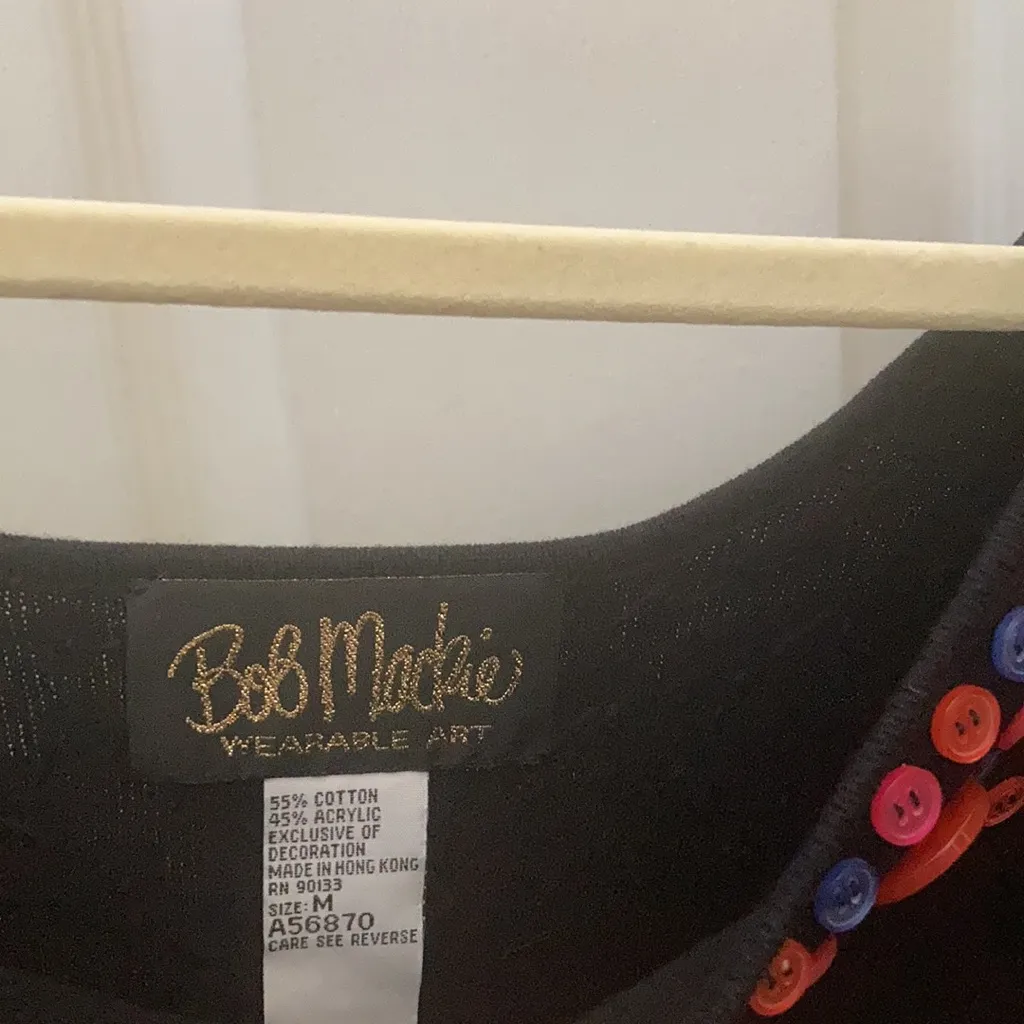 Bob Mackie
WEARABLE ART
55% COTTON
45% ACRYLIC
EXCLUSIVE OF
DECORATION
MADE IN HONG KONG
RN 90133
SIZE: M
A56870
CARE SEE REVERSE